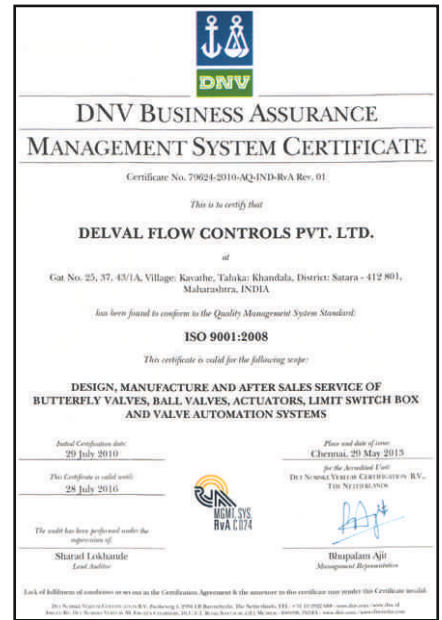 DNV
DNV BUSINESS ASSURANCE
MANAGEMENT SYSTEM CERTIFICATE
Certificate No. 79624-2010-AQ-IND-RvA Rev. 01
This is to certify that
DELVAL FLOW CONTROLS PVT. LTD.
at
Gat No. 25, 37, 43/1A, Village: Kavathe, Taluka: Khandala, District: Satara - 412 801,
Maharashtra, INDIA
has been found to conform to the Quality Management System Standard:
ISO 9001:2008
This certificate is valid for the following scope:
DESIGN, MANUFACTURE AND AFTER SALES SERVICE OF
BUTTERFLY VALVES, BALL VALVES, ACTUATORS, LIMIT SWITCH BOX
AND VALVE AUTOMATION SYSTEMS
Initial Certification date:
29 July 2010
Place and date of issue:
Chennai, 29 May 2013
This Certificate is valid until:
28 July 2016
for the Accredited Unit:
DET NORSKE VERITAS CERTIFICATION B.V.,
THE NETHERLANDS
RvA
MGMT. SYS.
RvA C 024
The audit has been performed under the
supervision of:
Sharad Lokhande
Lead Auditor
Bhupalam Ajit
Management Representative
Lack of fulfilment of conditions as set out in the Certification Agreement & the annexure to the certificate may render this Certificate invalid.